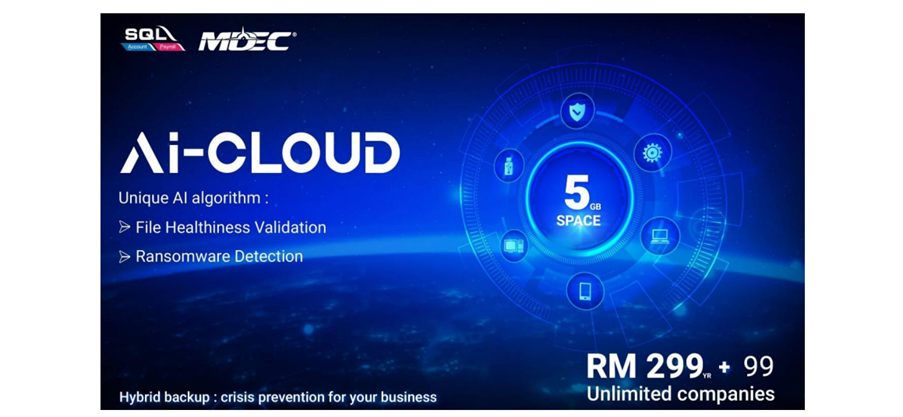 SQL
Account Payroll
MDEC®
Ai-CLOUD
Unique AI algorithm :
File Healthiness Validation
Ransomware Detection
5
GB
SPACE
RM 299 YR + 99
Unlimited companies
Hybrid backup : crisis prevention for your business